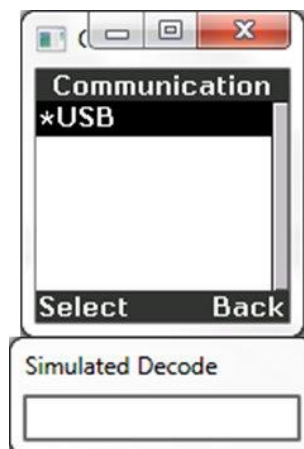 C
Communication
*USB
Select Back
Simulated Decode